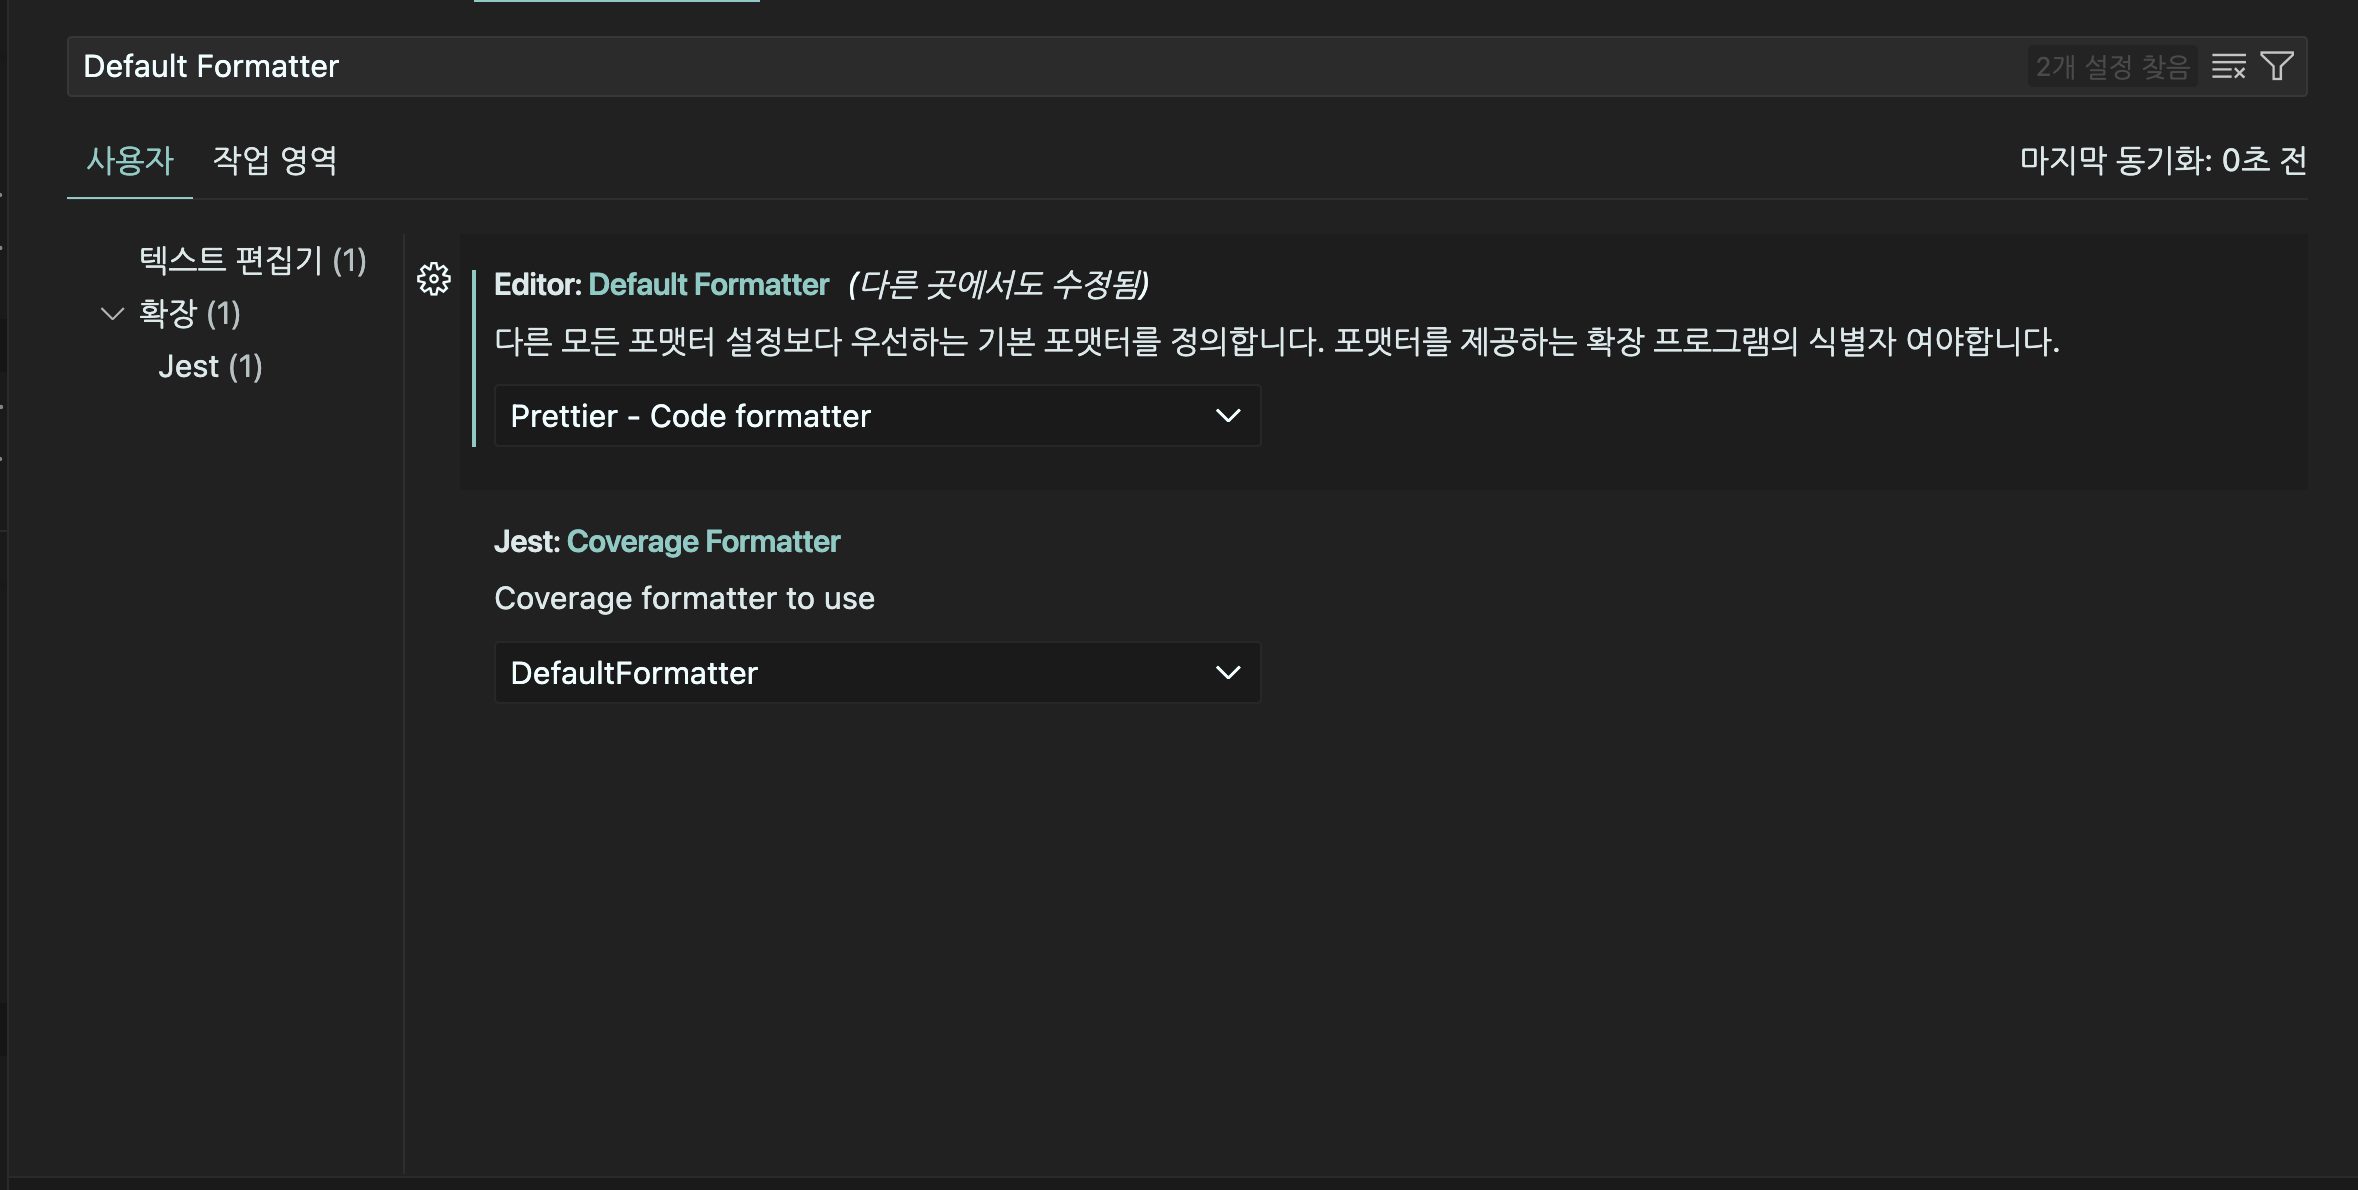 Default Formatter
2개 설정 찾음
사용자 작업 영역
마지막 동기화: 0초 전
텍스트 편집기 (1)
확장 (1)
Jest (1)
Editor: Default Formatter (다른 곳에서도 수정됨)
다른 모든 포맷터 설정보다 우선하는 기본 포맷터를 정의합니다. 포맷터를 제공하는 확장 프로그램의 식별자 여야합니다.
Prettier - Code formatter
Jest: Coverage Formatter
Coverage formatter to use
DefaultFormatter